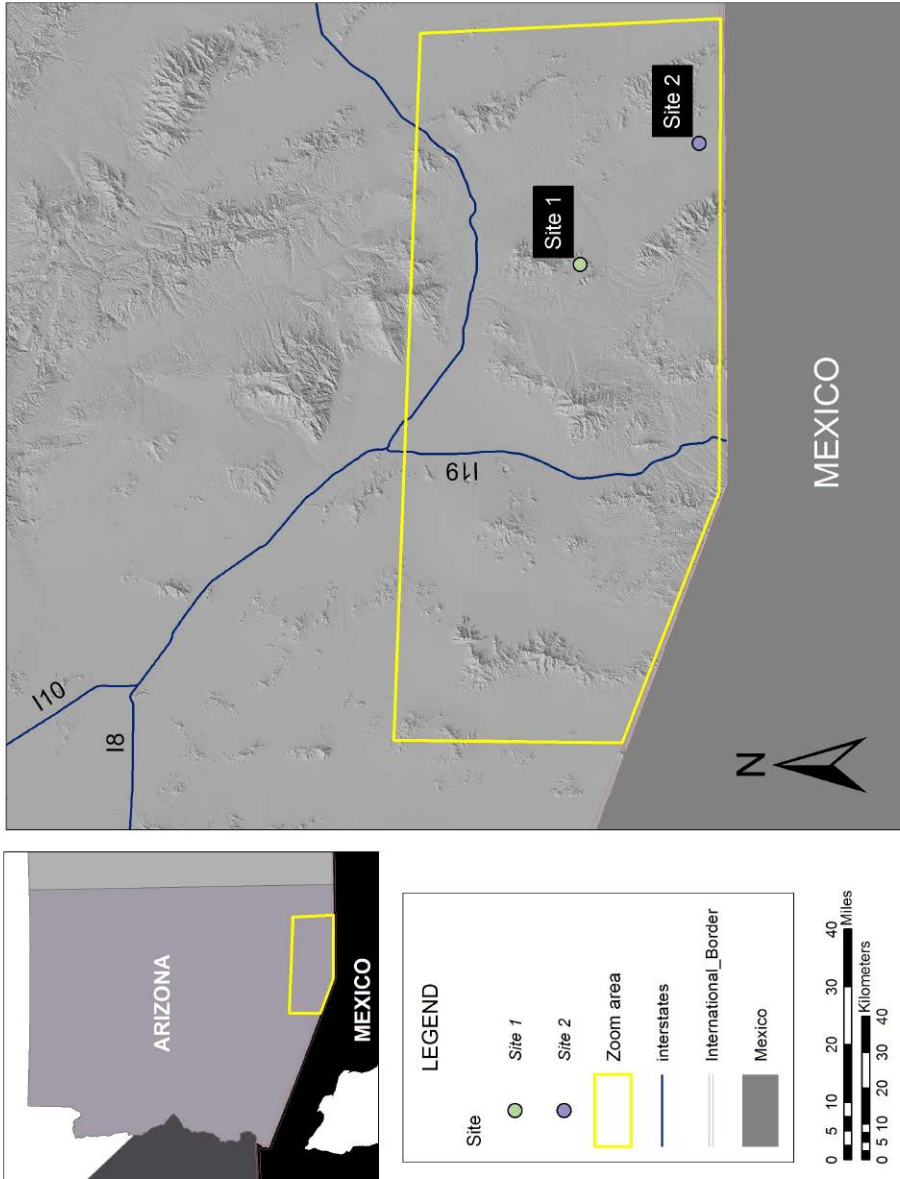 ARIZONA
MEXICO
LEGEND
Site
Site 1
Site 2
Zoom area
interstates
International_Border
Mexico
0 5 10 20 30 40
Miles
Kilometers
0 5 10 20 30 40
I10
I8
I19
Site 1
Site 2
MEXICO
N